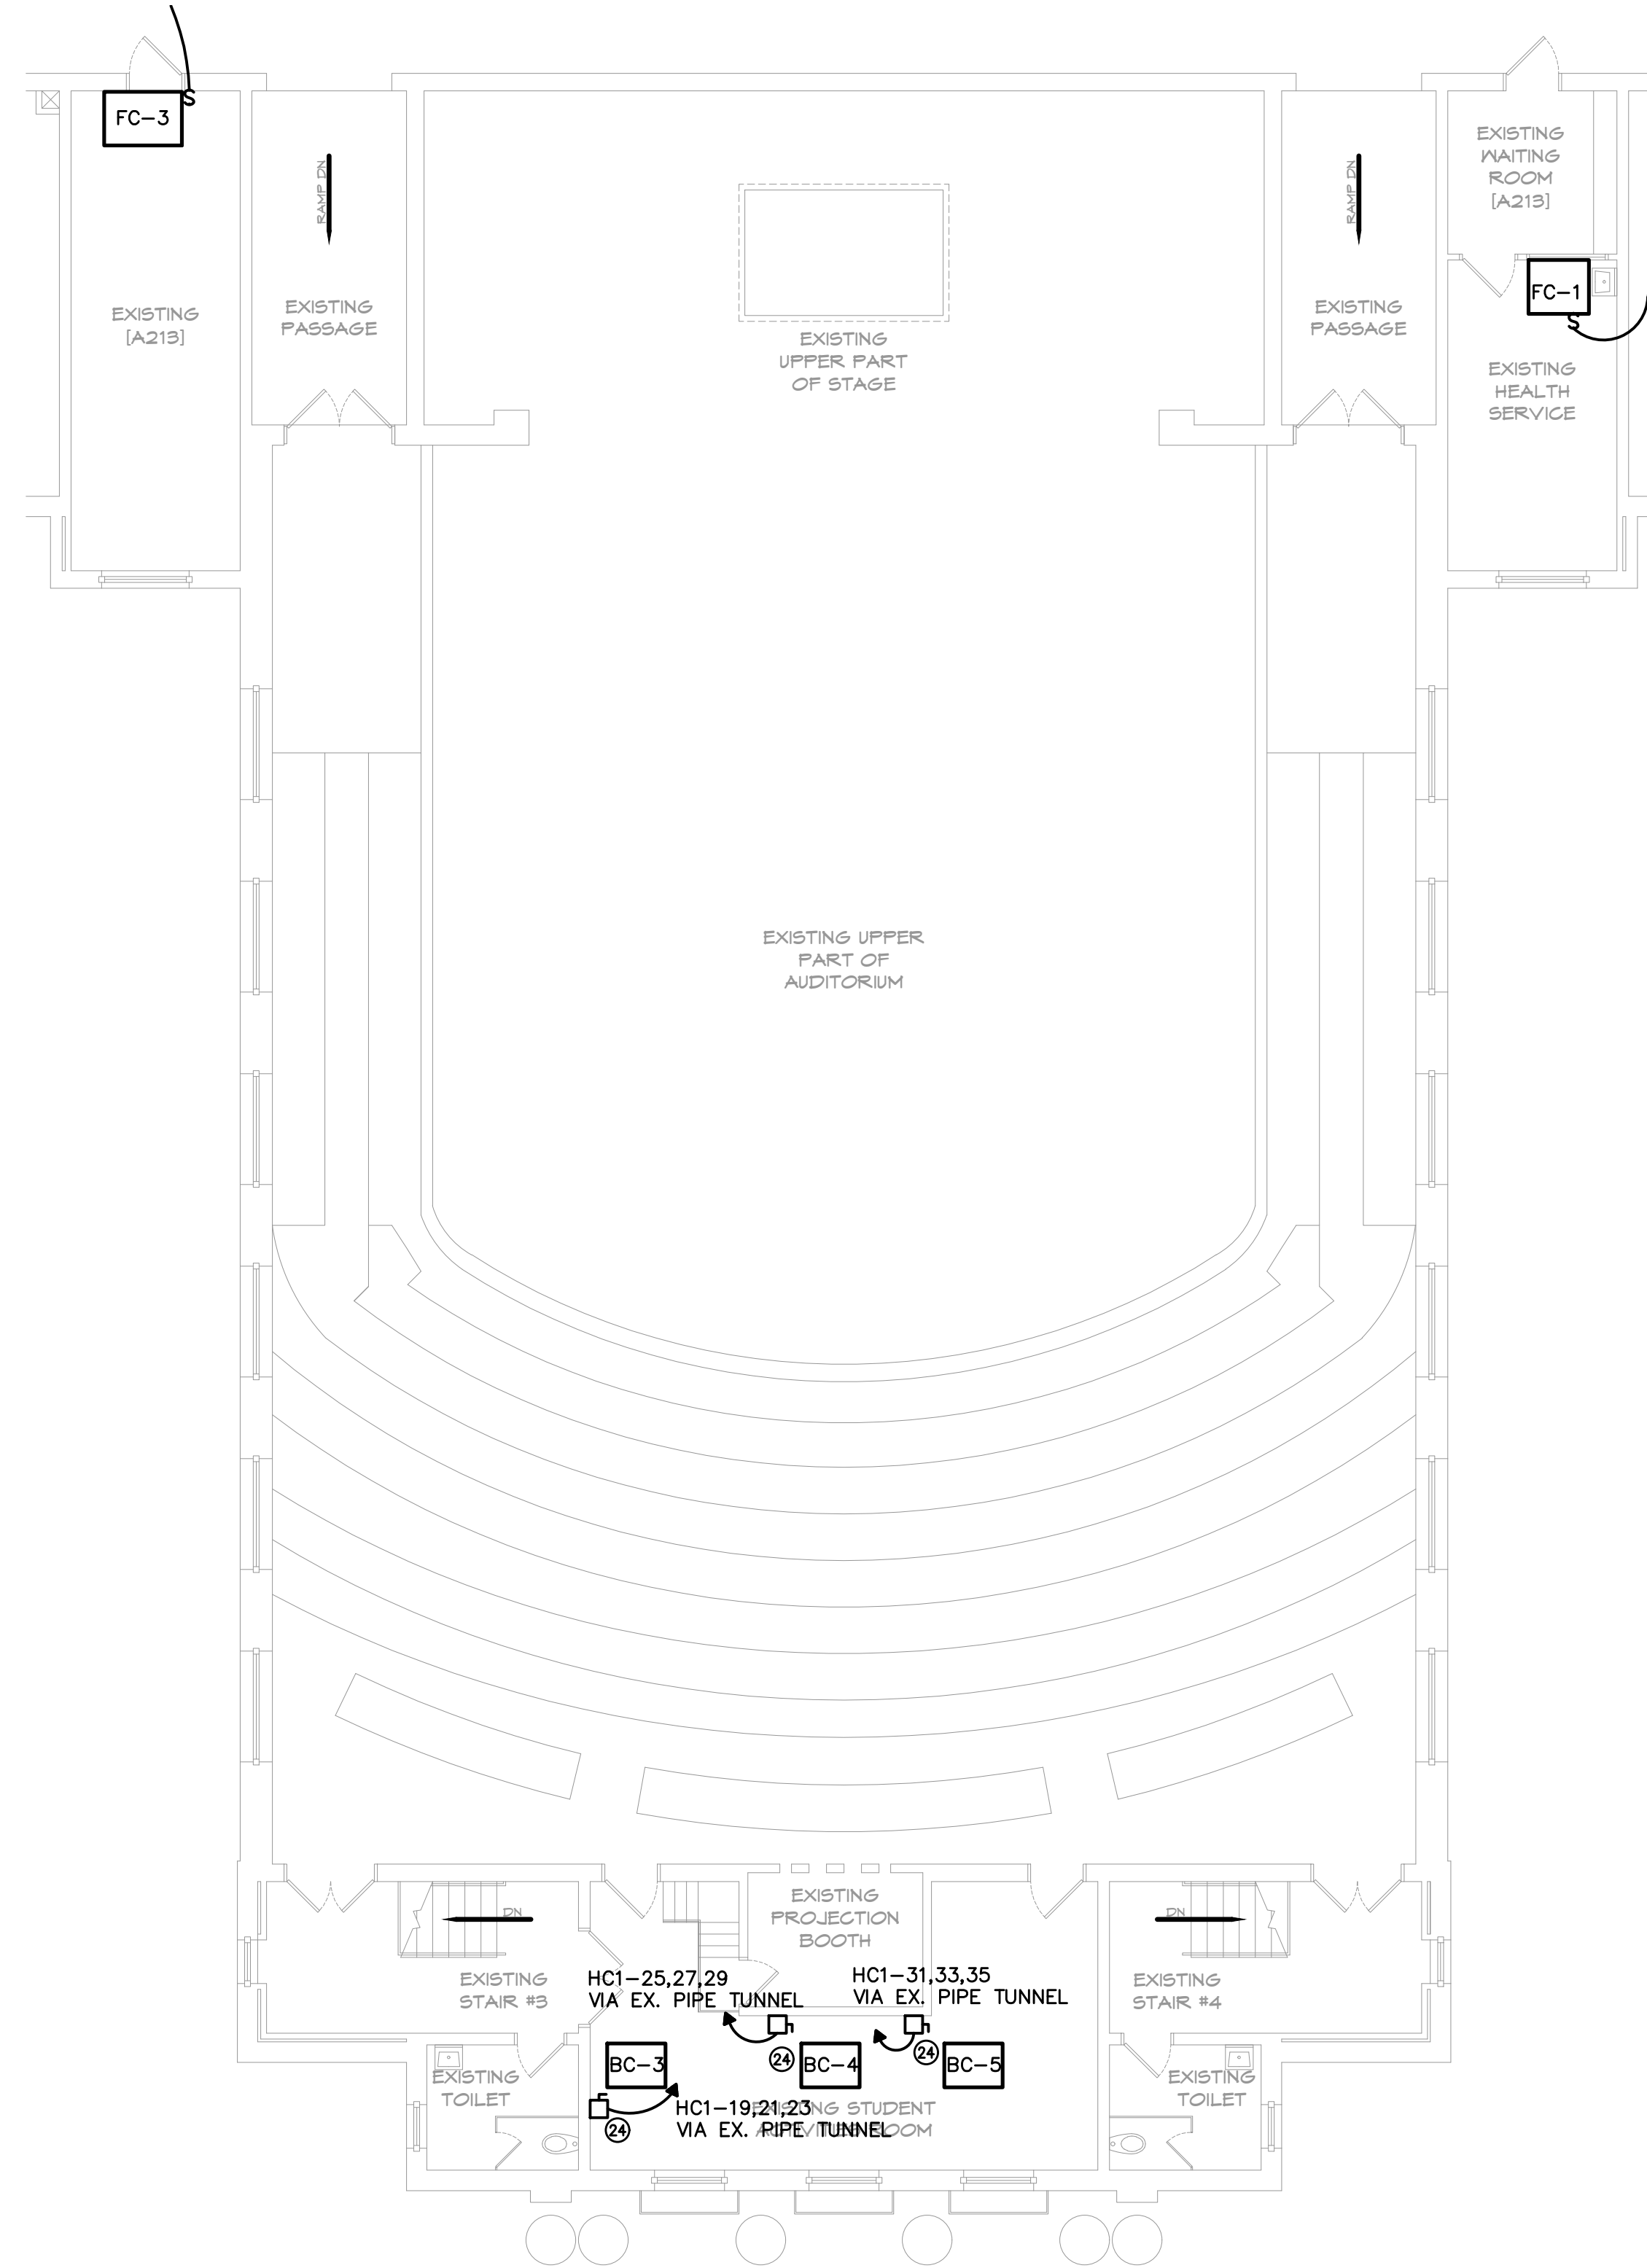 FC-3
S
RAMP DN
RAMP DN
EXISTING
WAITING
ROOM
[A213]
EXISTING
[A213]
EXISTING
PASSAGE
EXISTING
UPPER PART
OF STAGE
EXISTING
PASSAGE
FC-1
S
EXISTING
HEALTH
SERVICE
EXISTING UPPER
PART OF
AUDITORIUM
DN
EXISTING
PROJECTION
BOOTH
DN
EXISTING
STAIR #3
HC1-25,27,29
VIA EX. PIPE TUNNEL
HC1-31,33,35
VIA EX. PIPE TUNNEL
EXISTING
STAIR #4
BC-3
24
BC-4
24
BC-5
EXISTING
TOILET
EXISTING
TOILET
HC1-19,21,23
VIA EX. PIPE TUNNEL
24
EXISTING STUDENT
ACTIVITIES ROOM